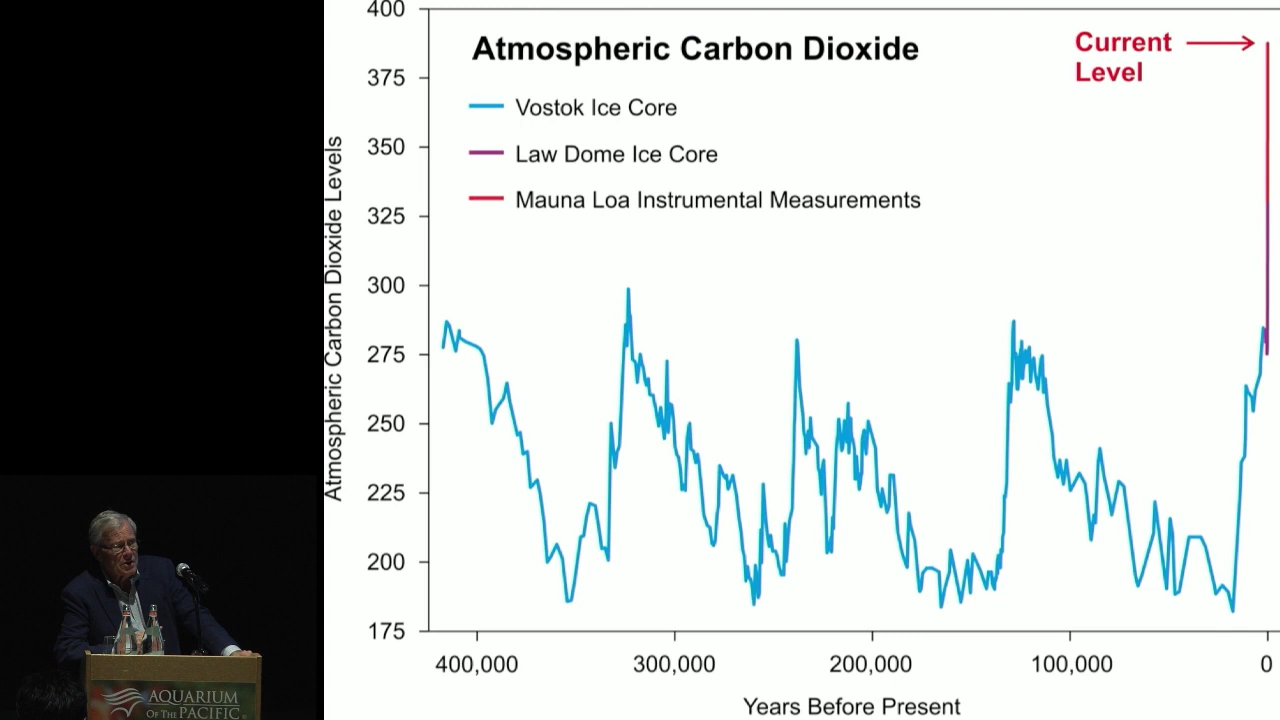 400
Atmospheric Carbon Dioxide
Current
Level
375
Vostok Ice Core
350
Law Dome Ice Core
Mauna Loa Instrumental Measurements
325
300
275
250
225
200
175
Atmospheric Carbon Dioxide Levels
400,000
300,000
200,000
100,000
0
Years Before Present
AQUARIUM
OF THE PACIFIC